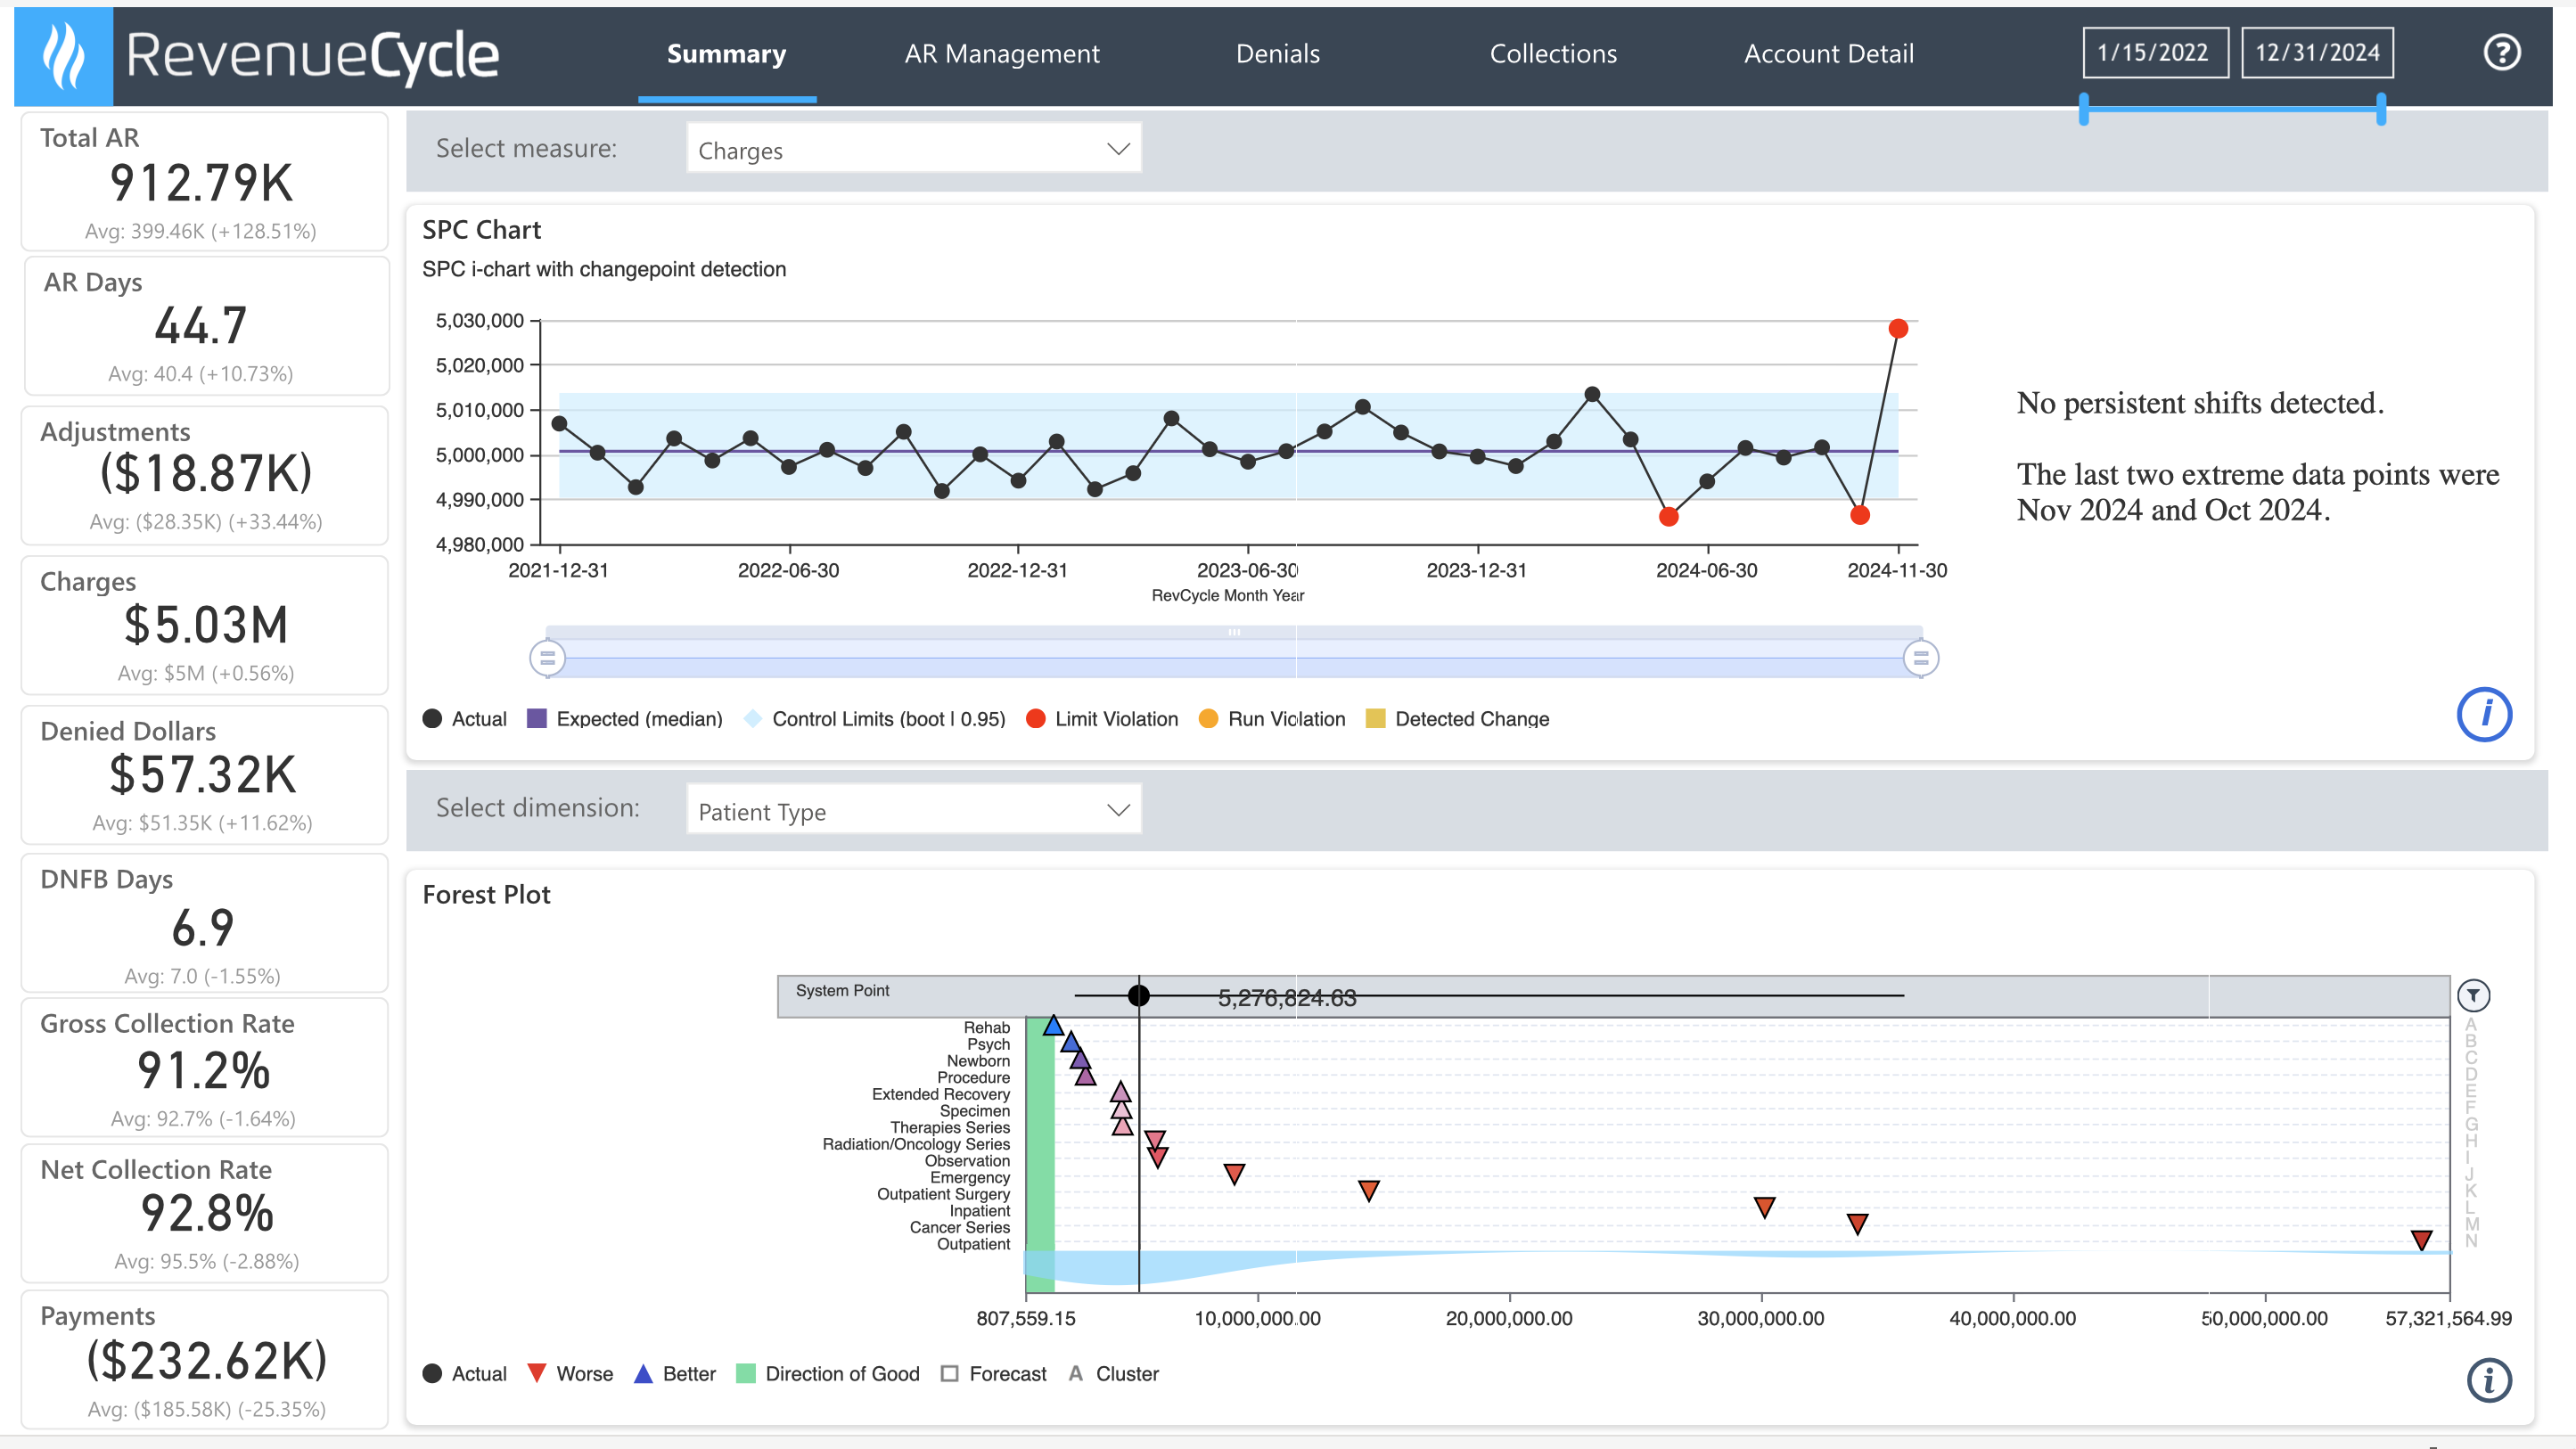 RevenueCycle
Summary
AR Management
Denials
Collections
Account Detail
1/15/2022
12/31/2024
?
Total AR
912.79K
Avg: 399.46K (+128.51%)
AR Days
44.7
Avg: 40.4 (+10.73%)
Adjustments
($18.87K)
Avg: ($28.35K) (+33.44%)
Charges
$5.03M
Avg: $5M (+0.56%)
Denied Dollars
$57.32K
Avg: $51.35K (+11.62%)
DNFB Days
6.9
Avg: 7.0 (-1.55%)
Gross Collection Rate
91.2%
Avg: 92.7% (-1.64%)
Net Collection Rate
92.8%
Avg: 95.5% (-2.88%)
Payments
($232.62K)
Avg: ($185.58K) (-25.35%)
Select measure:
Charges
SPC Chart
SPC i-chart with changepoint detection
5,030,000
5,020,000
5,010,000
5,000,000
4,990,000
4,980,000
2021-12-31
2022-06-30
2022-12-31
2023-06-30
2023-12-31
2024-06-30
2024-11-30
RevCycle Month Year
No persistent shifts detected.
The last two extreme data points were
Nov 2024 and Oct 2024.
Actual
Expected (median)
Control Limits (boot | 0.95)
Limit Violation
Run Violation
Detected Change
i
Select dimension:
Patient Type
Forest Plot
System Point
5,276,824.63
Rehab
Psych
Newborn
Procedure
Extended Recovery
Specimen
Therapies Series
Radiation/Oncology Series
Observation
Emergency
Outpatient Surgery
Inpatient
Cancer Series
Outpatient
A
B
C
D
E
F
G
H
I
J
K
L
M
N
807,559.15
10,000,000.00
20,000,000.00
30,000,000.00
40,000,000.00
50,000,000.00
57,321,564.99
Actual
Worse
Better
Direction of Good
Forecast
A Cluster
i